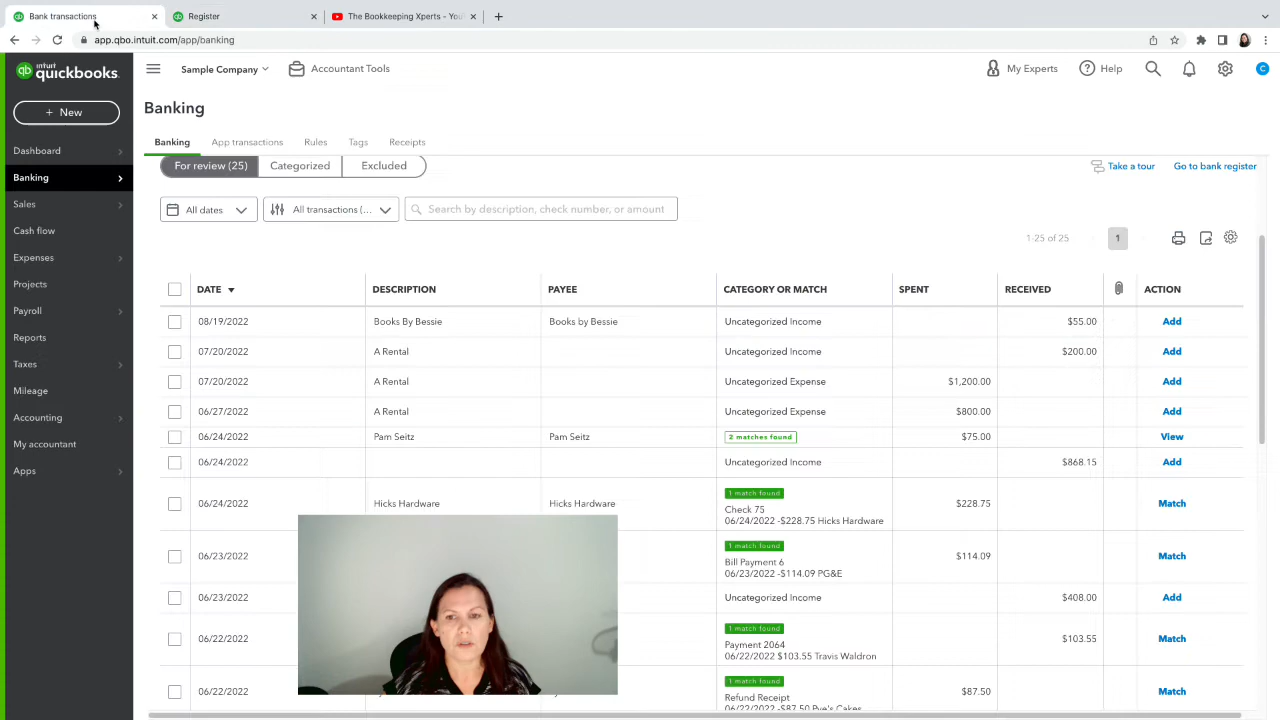 Bank transactions
Register
The Bookkeeping Xperts - You
app.qbo.intuit.com/app/banking
qb intuit quickbooks.
Sample Company
Accountant Tools
My Experts
Help
C
+ New
Banking
Banking App transactions Rules Tags Receipts
For review (25) Categorized Excluded
Take a tour
Go to bank register
Dashboard
Banking
Sales
Cash flow
Expenses
Projects
Payroll
Reports
Taxes
Mileage
Accounting
My accountant
Apps
All dates
All transactions (...
Search by description, check number, or amount
1-25 of 25
1
DATE DESCRIPTION PAYEE CATEGORY OR MATCH SPENT RECEIVED ACTION
08/19/2022 Books By Bessie Books by Bessie Uncategorized Income $55.00 Add
07/20/2022 A Rental Uncategorized Income $200.00 Add
07/20/2022 A Rental Uncategorized Expense $1,200.00 Add
06/27/2022 A Rental Uncategorized Expense $800.00 Add
06/24/2022 Pam Seitz Pam Seitz 2 matches found $75.00 View
06/24/2022 Uncategorized Income $868.15 Add
1 match found
06/24/2022 Hicks Hardware Hicks Hardware Check 75 $228.75 Match
06/24/2022 -$228.75 Hicks Hardware
1 match found
06/23/2022 Bill Payment 6 $114.09 Match
06/23/2022 -$114.09 PG&E
06/23/2022 Uncategorized Income $408.00 Add
1 match found
06/22/2022 Payment 2064 $103.55 Match
06/22/2022 $103.55 Travis Waldron
1 match found
06/22/2022 Refund Receipt $87.50 Match
06/22/2022 -$87.50 Pye's Cakes